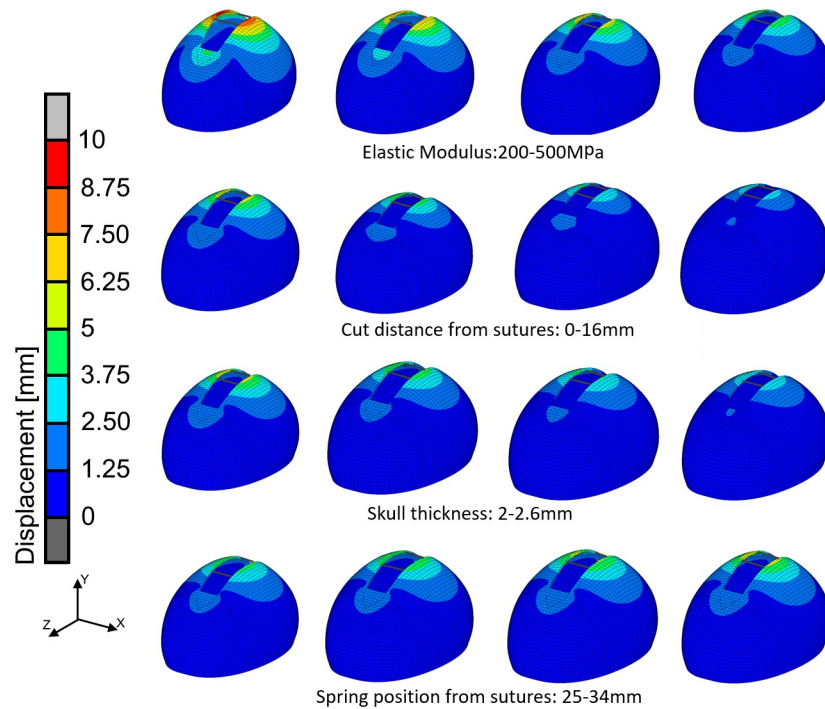 Elastic Modulus:200-500MPa
Displacement [mm]
10
8.75
7.50
6.25
5
3.75
2.50
1.25
0
Cut distance from sutures: 0-16mm
Skull thickness: 2-2.6mm
Y
Z
X
Spring position from sutures: 25-34mm